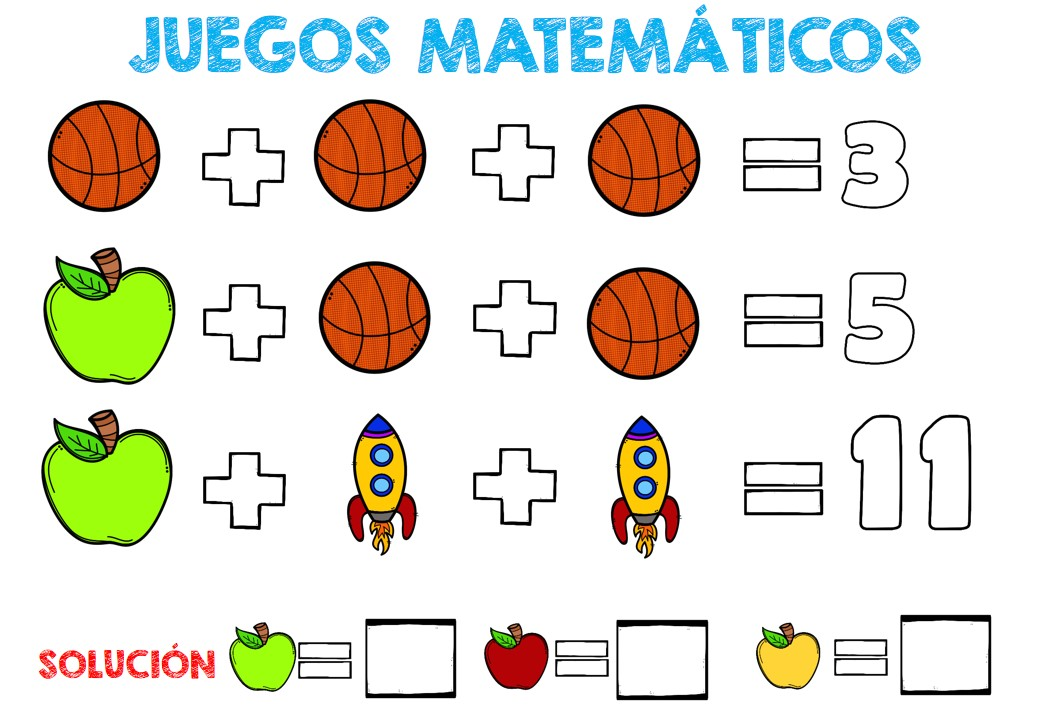 JUEGOS MATEMÁTICOS
+ + = 3
+ + = 5
+ + = 11
SOLUCIÓN = = =